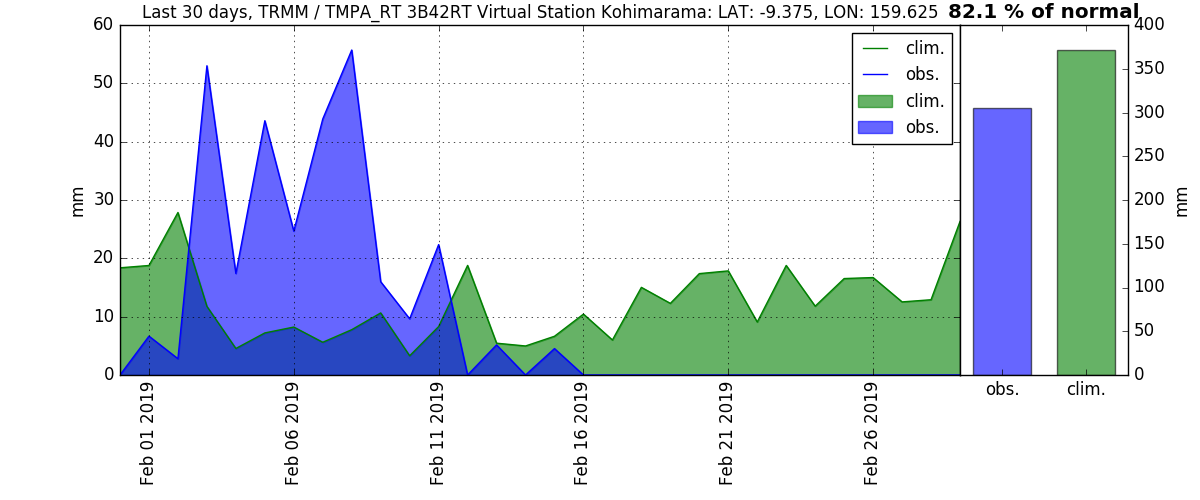 Last 30 days, TRMM / TMPA_RT 3B42RT Virtual Station Kohimarama: LAT: -9.375, LON: 159.625
82.1 % of normal
60
50
40
30
20
10
0
mm
clim.
obs.
clim.
obs.
400
350
300
250
200
150
100
50
0
mm
obs.
clim.
Feb 01 2019
Feb 06 2019
Feb 11 2019
Feb 16 2019
Feb 21 2019
Feb 26 2019